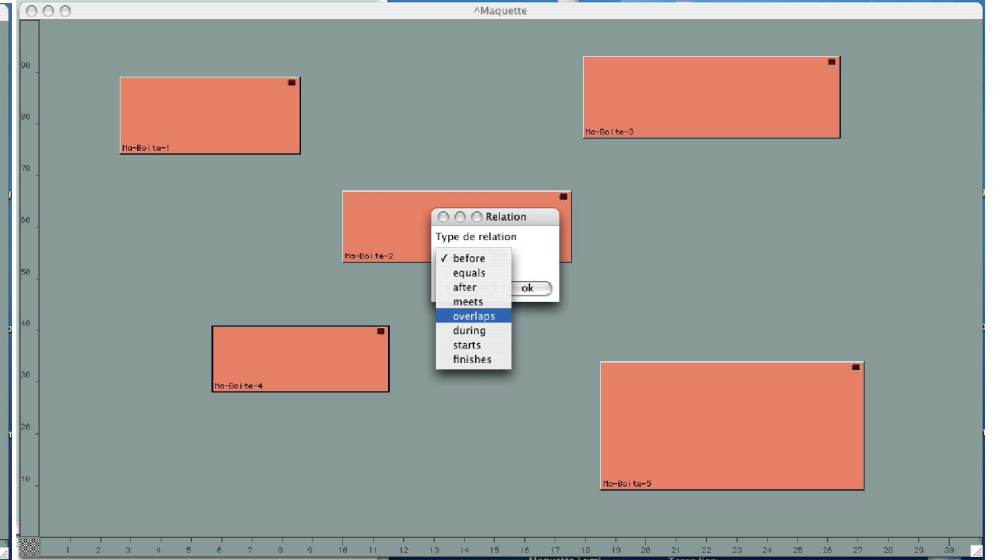 ^Maquette
90
80
70
60
50
40
30
20
10
Ma-Boite-1
Ma-Boite-3
Ma-Boite-2
Relation
Type de relation
✓ before
equals
after
meets
overlaps
during
starts
finishes
ok
Ma-Boite-4
Ma-Boite-5
1 2 3 4 5 6 7 8 9 10 11 12 13 14 15 16 17 18 19 20 21 22 23 24 25 26 27 28 29 30